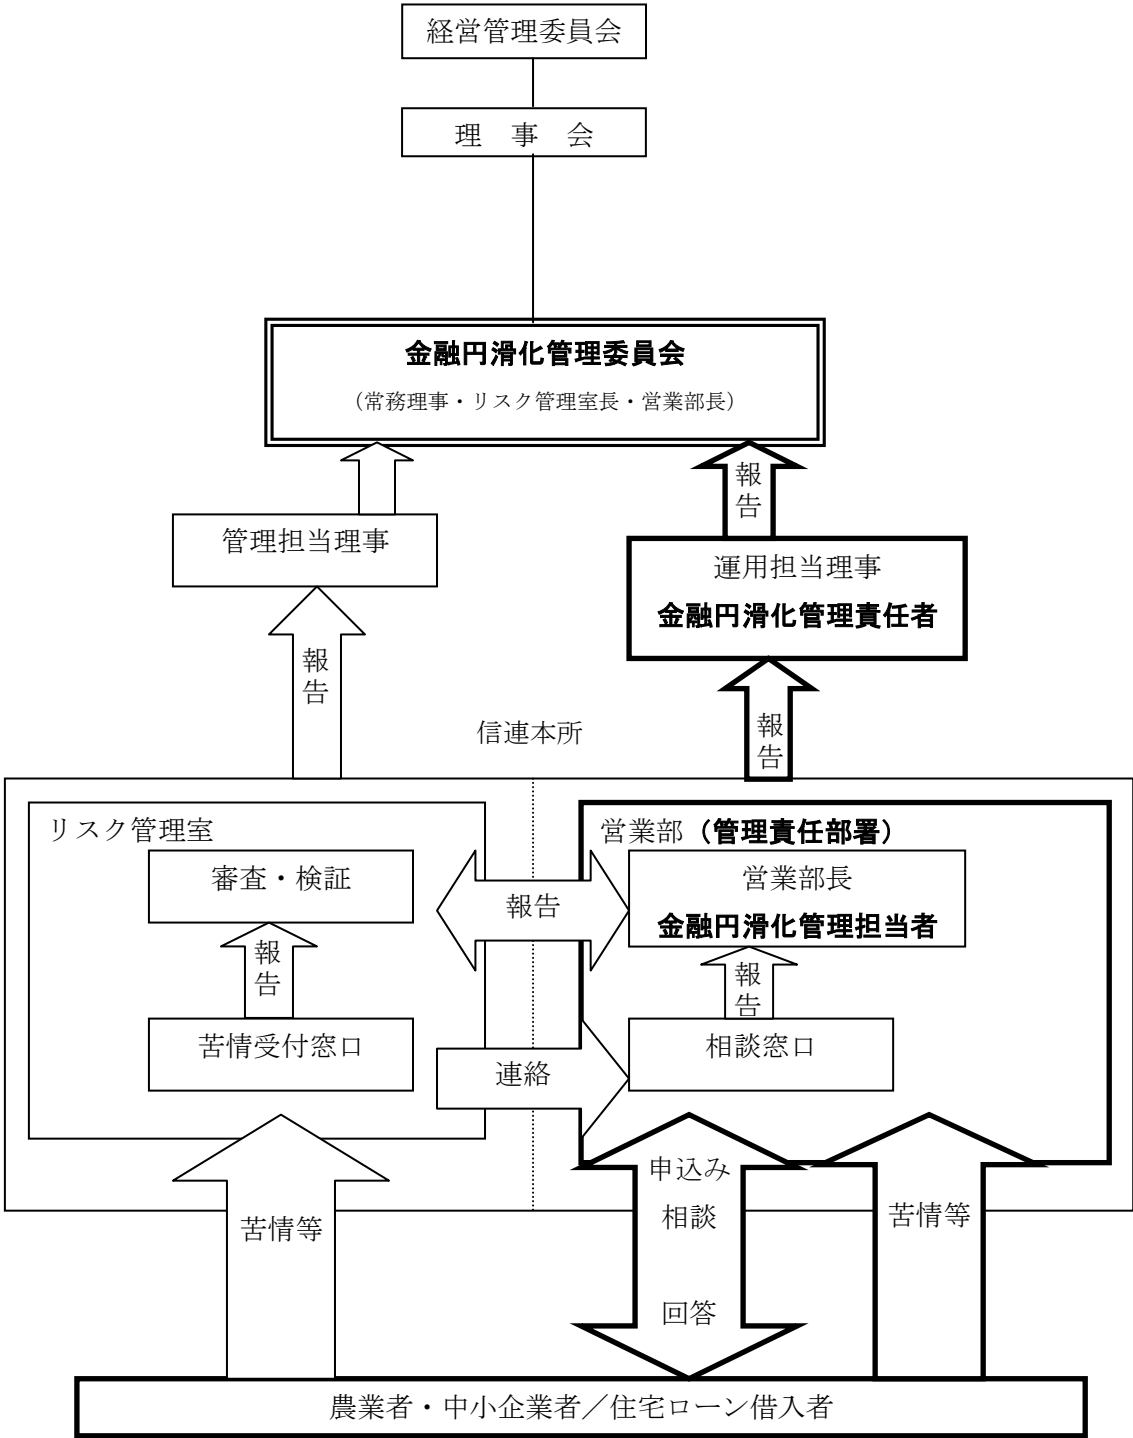 経営管理委員会
理　事　会
金融円滑化管理委員会
（常務理事・リスク管理室長・営業部長）
報告
管理担当理事
運用担当理事
金融円滑化管理責任者
報告
報告
信連本所
リスク管理室
審査・検証
報告
苦情受付窓口
報告
連絡
営業部（管理責任部署）
営業部長
金融円滑化管理担当者
報告
相談窓口
苦情等
申込み
相談
回答
苦情等
農業者・中小企業者／住宅ローン借入者